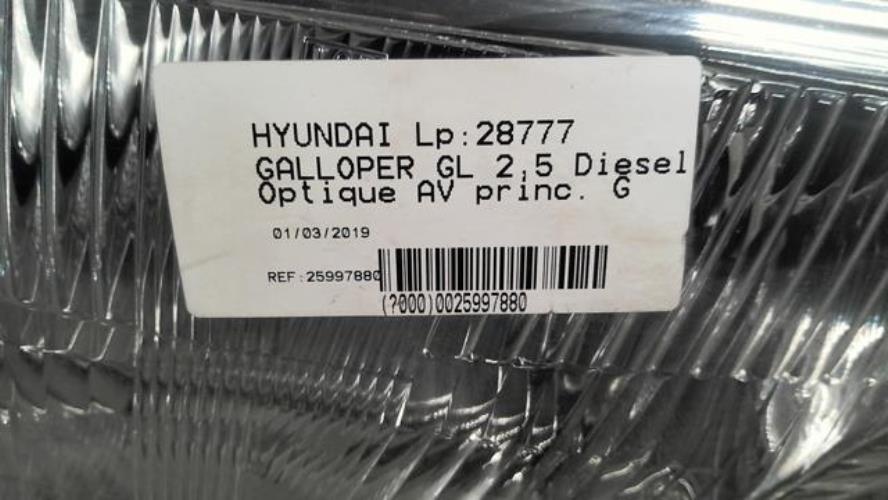 HYUNDAI Lp:28777
GALLOPER GL 2,5 Diesel
Optique AV princ. G
01/03/2019
REF:25997880
(?000)0025997880